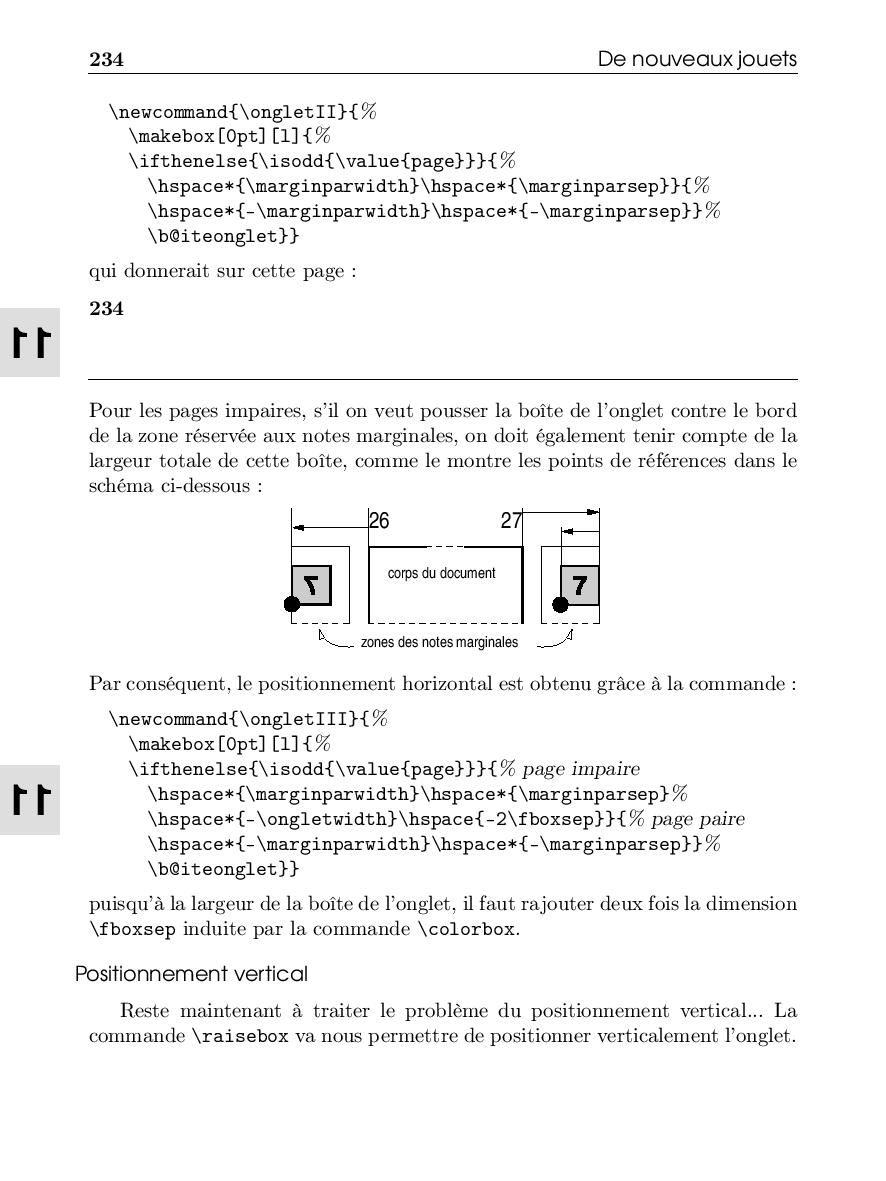 234 De nouveaux jouets
\newcommand{\ongletII}{%
\makebox[0pt][l]{%
\ifthenelse{\isodd{\value{page}}}{%
\hspace*{\marginparwidth}\hspace*{\marginparsep}}{%
\hspace*{-\marginparwidth}\hspace*{-\marginparsep}}%
\b@iteonglet}}
qui donnerait sur cette page :
234
11
Pour les pages impaires, s'il on veut pousser la boîte de l'onglet contre le bord
de la zone réservée aux notes marginales, on doit également tenir compte de la
largeur totale de cette boîte, comme le montre les points de références dans le
schéma ci-dessous :
26 27
7 corps du document 7
zones des notes marginales
Par conséquent, le positionnement horizontal est obtenu grâce à la commande :
\newcommand{\ongletIII}{%
\makebox[0pt][l]{%
\ifthenelse{\isodd{\value{page}}}{% page impaire
11
\hspace*{\marginparwidth}\hspace*{\marginparsep}%
\hspace*{-\ongletwidth}\hspace{-2\fboxsep}}{% page paire
\hspace*{-\marginparwidth}\hspace*{-\marginparsep}}%
\b@iteonglet}}
puisqu'à la largeur de la boîte de l'onglet, il faut rajouter deux fois la dimension
\fboxsep induite par la commande \colorbox.
Positionnement vertical
Reste maintenant à traiter le problème du positionnement vertical... La
commande \raisebox va nous permettre de positionner verticalement l'onglet.